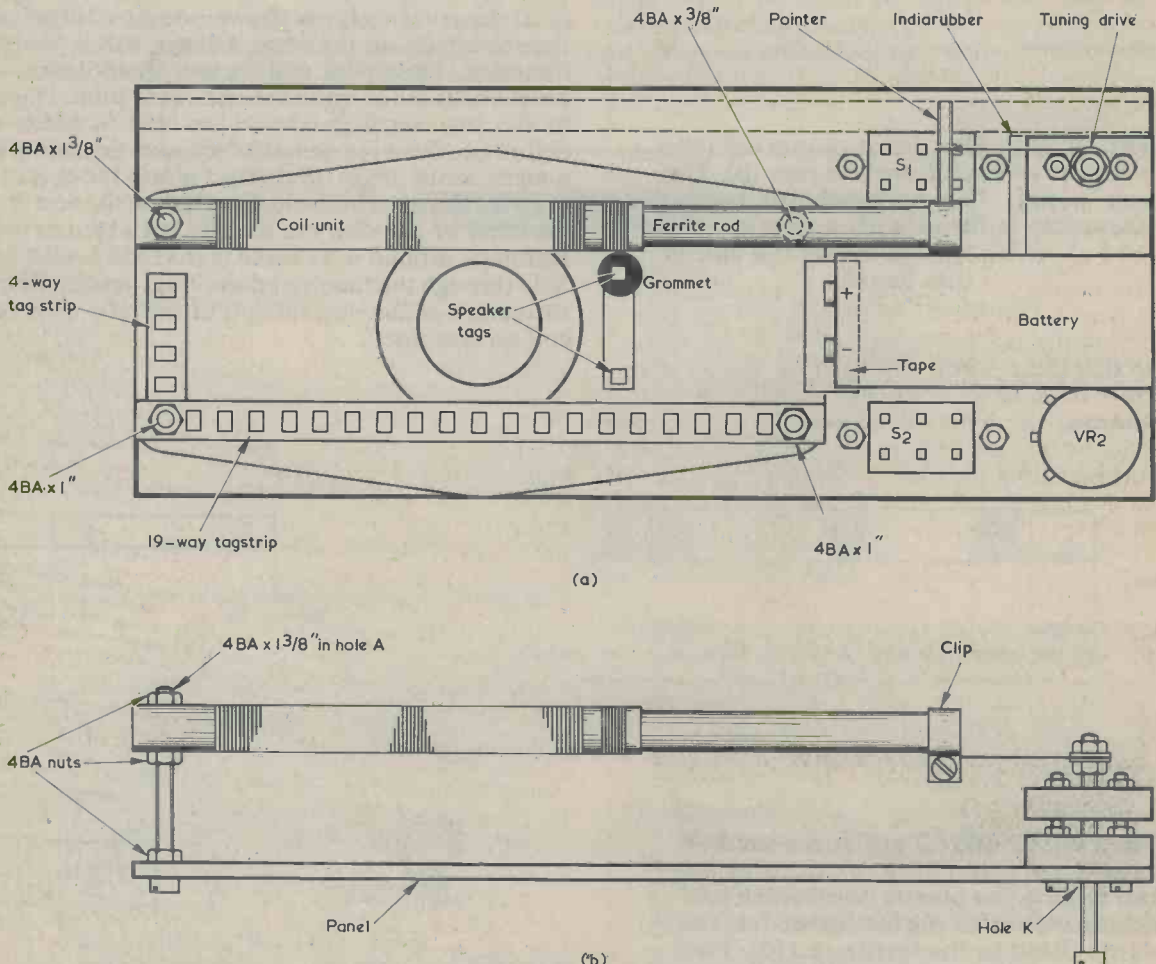 4BA x 3/8"
Pointer
Indiarubber
Tuning drive
4BA x 1 3/8"
S1
Coil unit
Ferrite rod
4-way
tag strip
Grommet
Speaker
tags
+
-
Battery
Tape
S2
VR2
4BA x 1"
19-way tagstrip
4BA x 1"
(a)
4BA x 1 3/8" in hole A
Clip
4BA nuts
Panel
Hole K
(b)